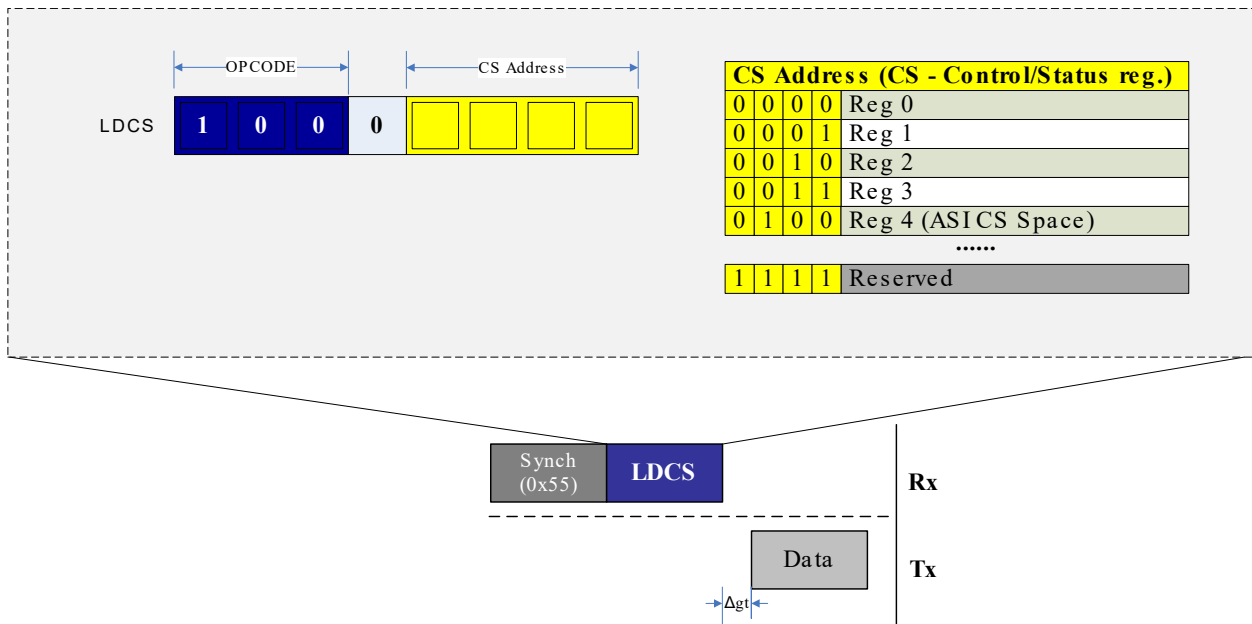 OPCODE
CS Address
LDCS
1 0 0 0
CS Address (CS - Control/Status reg.)
0 0 0 0 Reg 0
0 0 0 1 Reg 1
0 0 1 0 Reg 2
0 0 1 1 Reg 3
0 1 0 0 Reg 4 (ASICS Space)
......
1 1 1 1 Reserved
Synch
(0x55)
LDCS
Rx
Data
Tx
Δgt